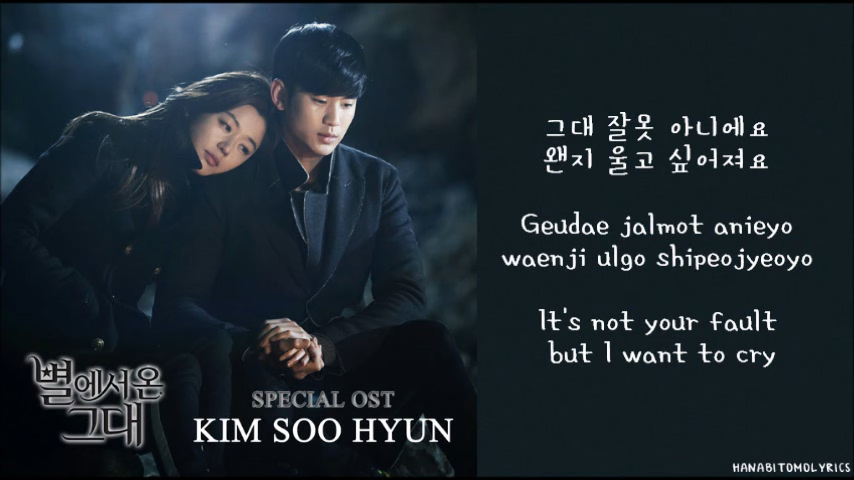 별에서 온
그대
SPECIAL OST
KIM SOO HYUN
그대 잘못 아니에요
왠지 울고 싶어져요
Geudae jalmot anieyo
waenji ulgo shipeojyeoyo
It's not your fault
but I want to cry
HANABITOMOLYRICS